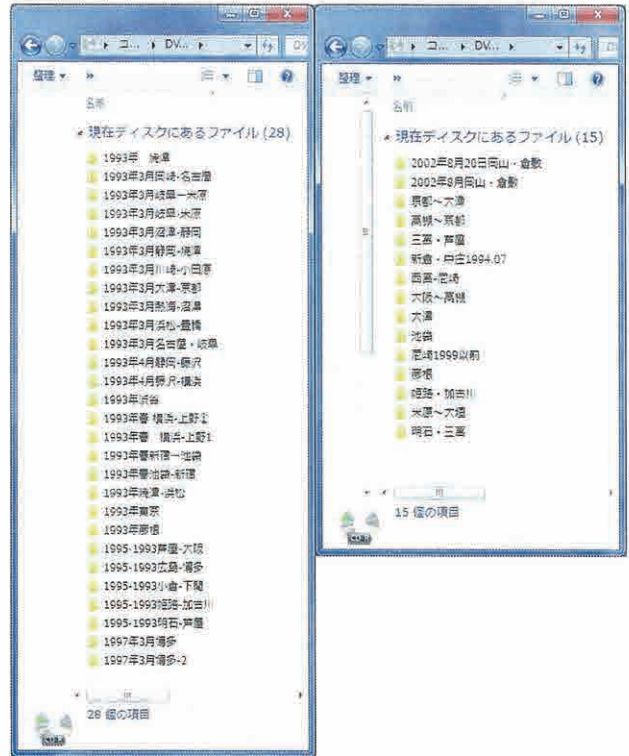 コ... ▸ DV... ▸
整理 ▼ »
名前
現在ディスクにあるファイル (28)
1993年 焼津
1993年3月岡崎-名古屋
1993年3月岐阜ー米原
1993年3月岐阜-米原
1993年3月沼津-静岡
1993年3月静岡-焼津
1993年3月川崎-小田原
1993年3月大津-京都
1993年3月熱海-沼津
1993年3月浜松-豊橋
1993年3月名古屋・岐阜
1993年4月静岡-藤沢
1993年4月藤沢-横浜
1993年渋谷
1993年春 横浜-上野2
1993年春 横浜-上野1
1993年春新宿ー池袋
1993年春池袋-新宿
1993年焼津-浜松
1993年東京
1993年彦根
1995-1993芦屋-大阪
1995-1993広島-博多
1995-1993小倉-下関
1995-1993姫路-加古川
1995-1993明石-芦屋
1997年3月博多
1997年3月博多-2
28 個の項目
CD-R
コ... ▸ DV... ▸
整理 ▼ »
名前
現在ディスクにあるファイル (15)
2002年8月20日岡山・倉敷
2002年8月岡山・倉敷
京都～大津
高槻～京都
三宮・芦屋
新倉・中庄1994.07
西宮-尼崎
大阪～高槻
大津
池袋
尼崎1999以前
彦根
姫路・加古川
米原～大垣
明石・三宮
15 個の項目
CD-R